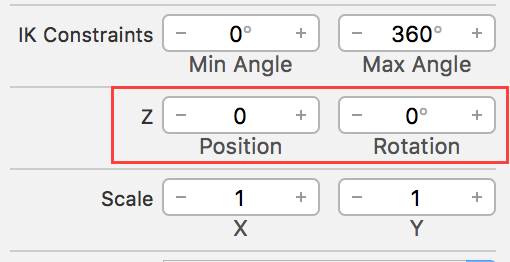 IK Constraints − 0° + − 360° +
Min Angle Max Angle
Z − 0 + − 0° +
Position Rotation
Scale − 1 + − 1 +
X Y